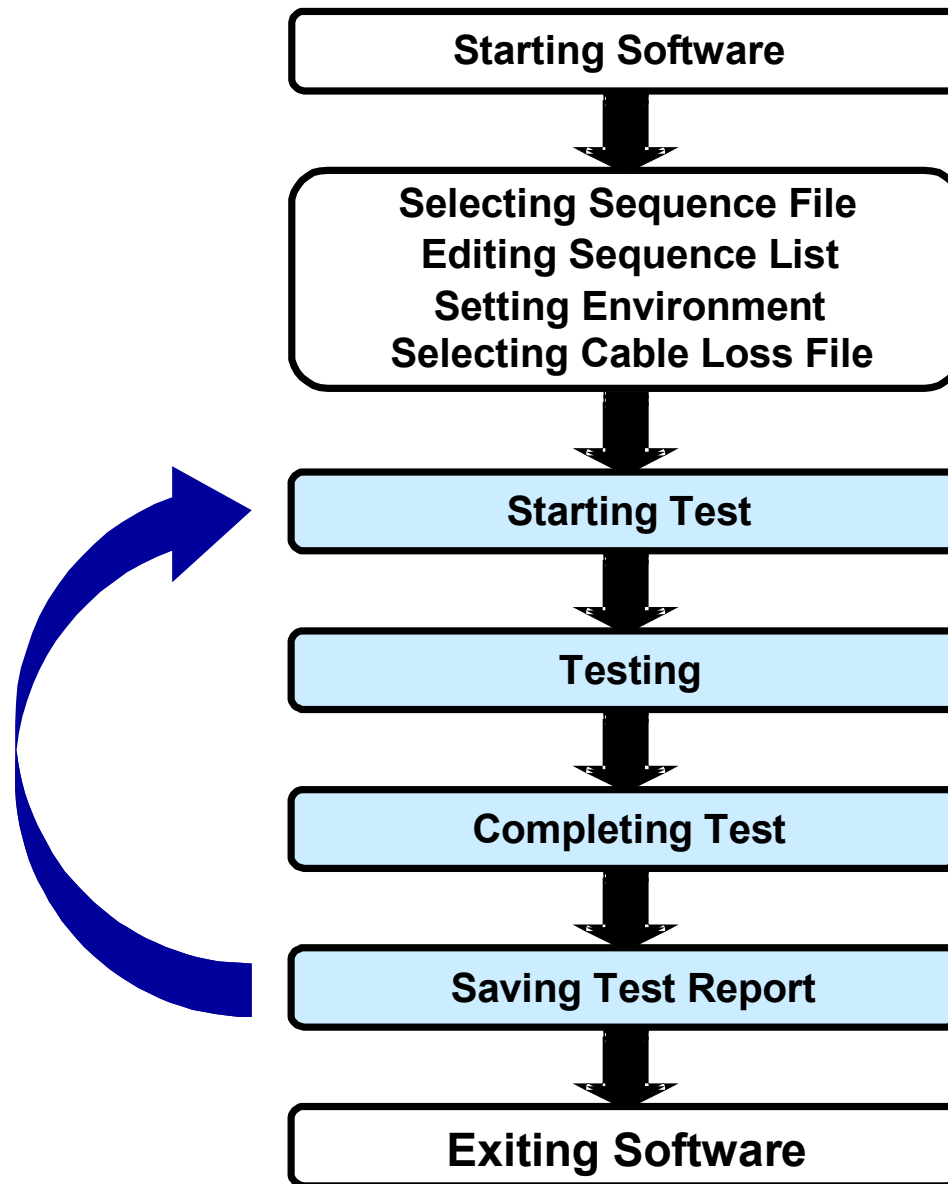 Starting Software
Selecting Sequence File
Editing Sequence List
Setting Environment
Selecting Cable Loss File
Starting Test
Testing
Completing Test
Saving Test Report
Exiting Software